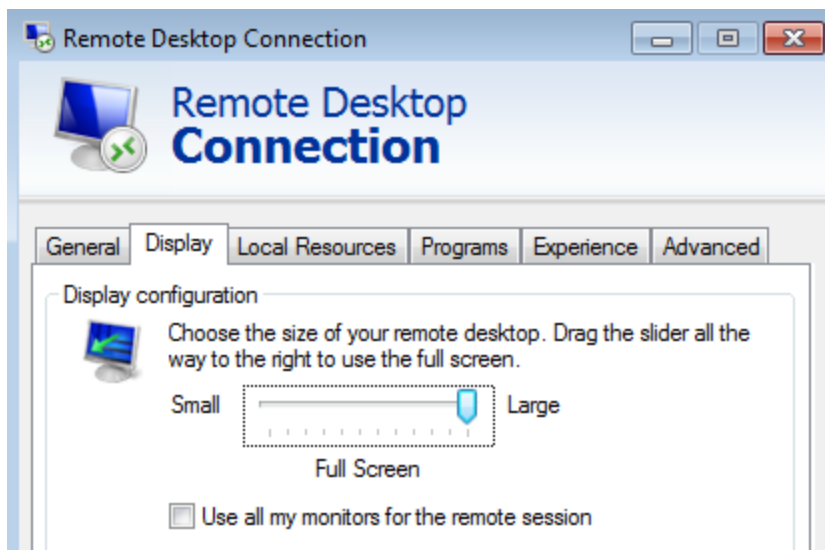 Remote Desktop Connection
Remote Desktop
Connection
General Display Local Resources Programs Experience Advanced
Display configuration
Choose the size of your remote desktop. Drag the slider all the
way to the right to use the full screen.
Small Large
Full Screen
Use all my monitors for the remote session